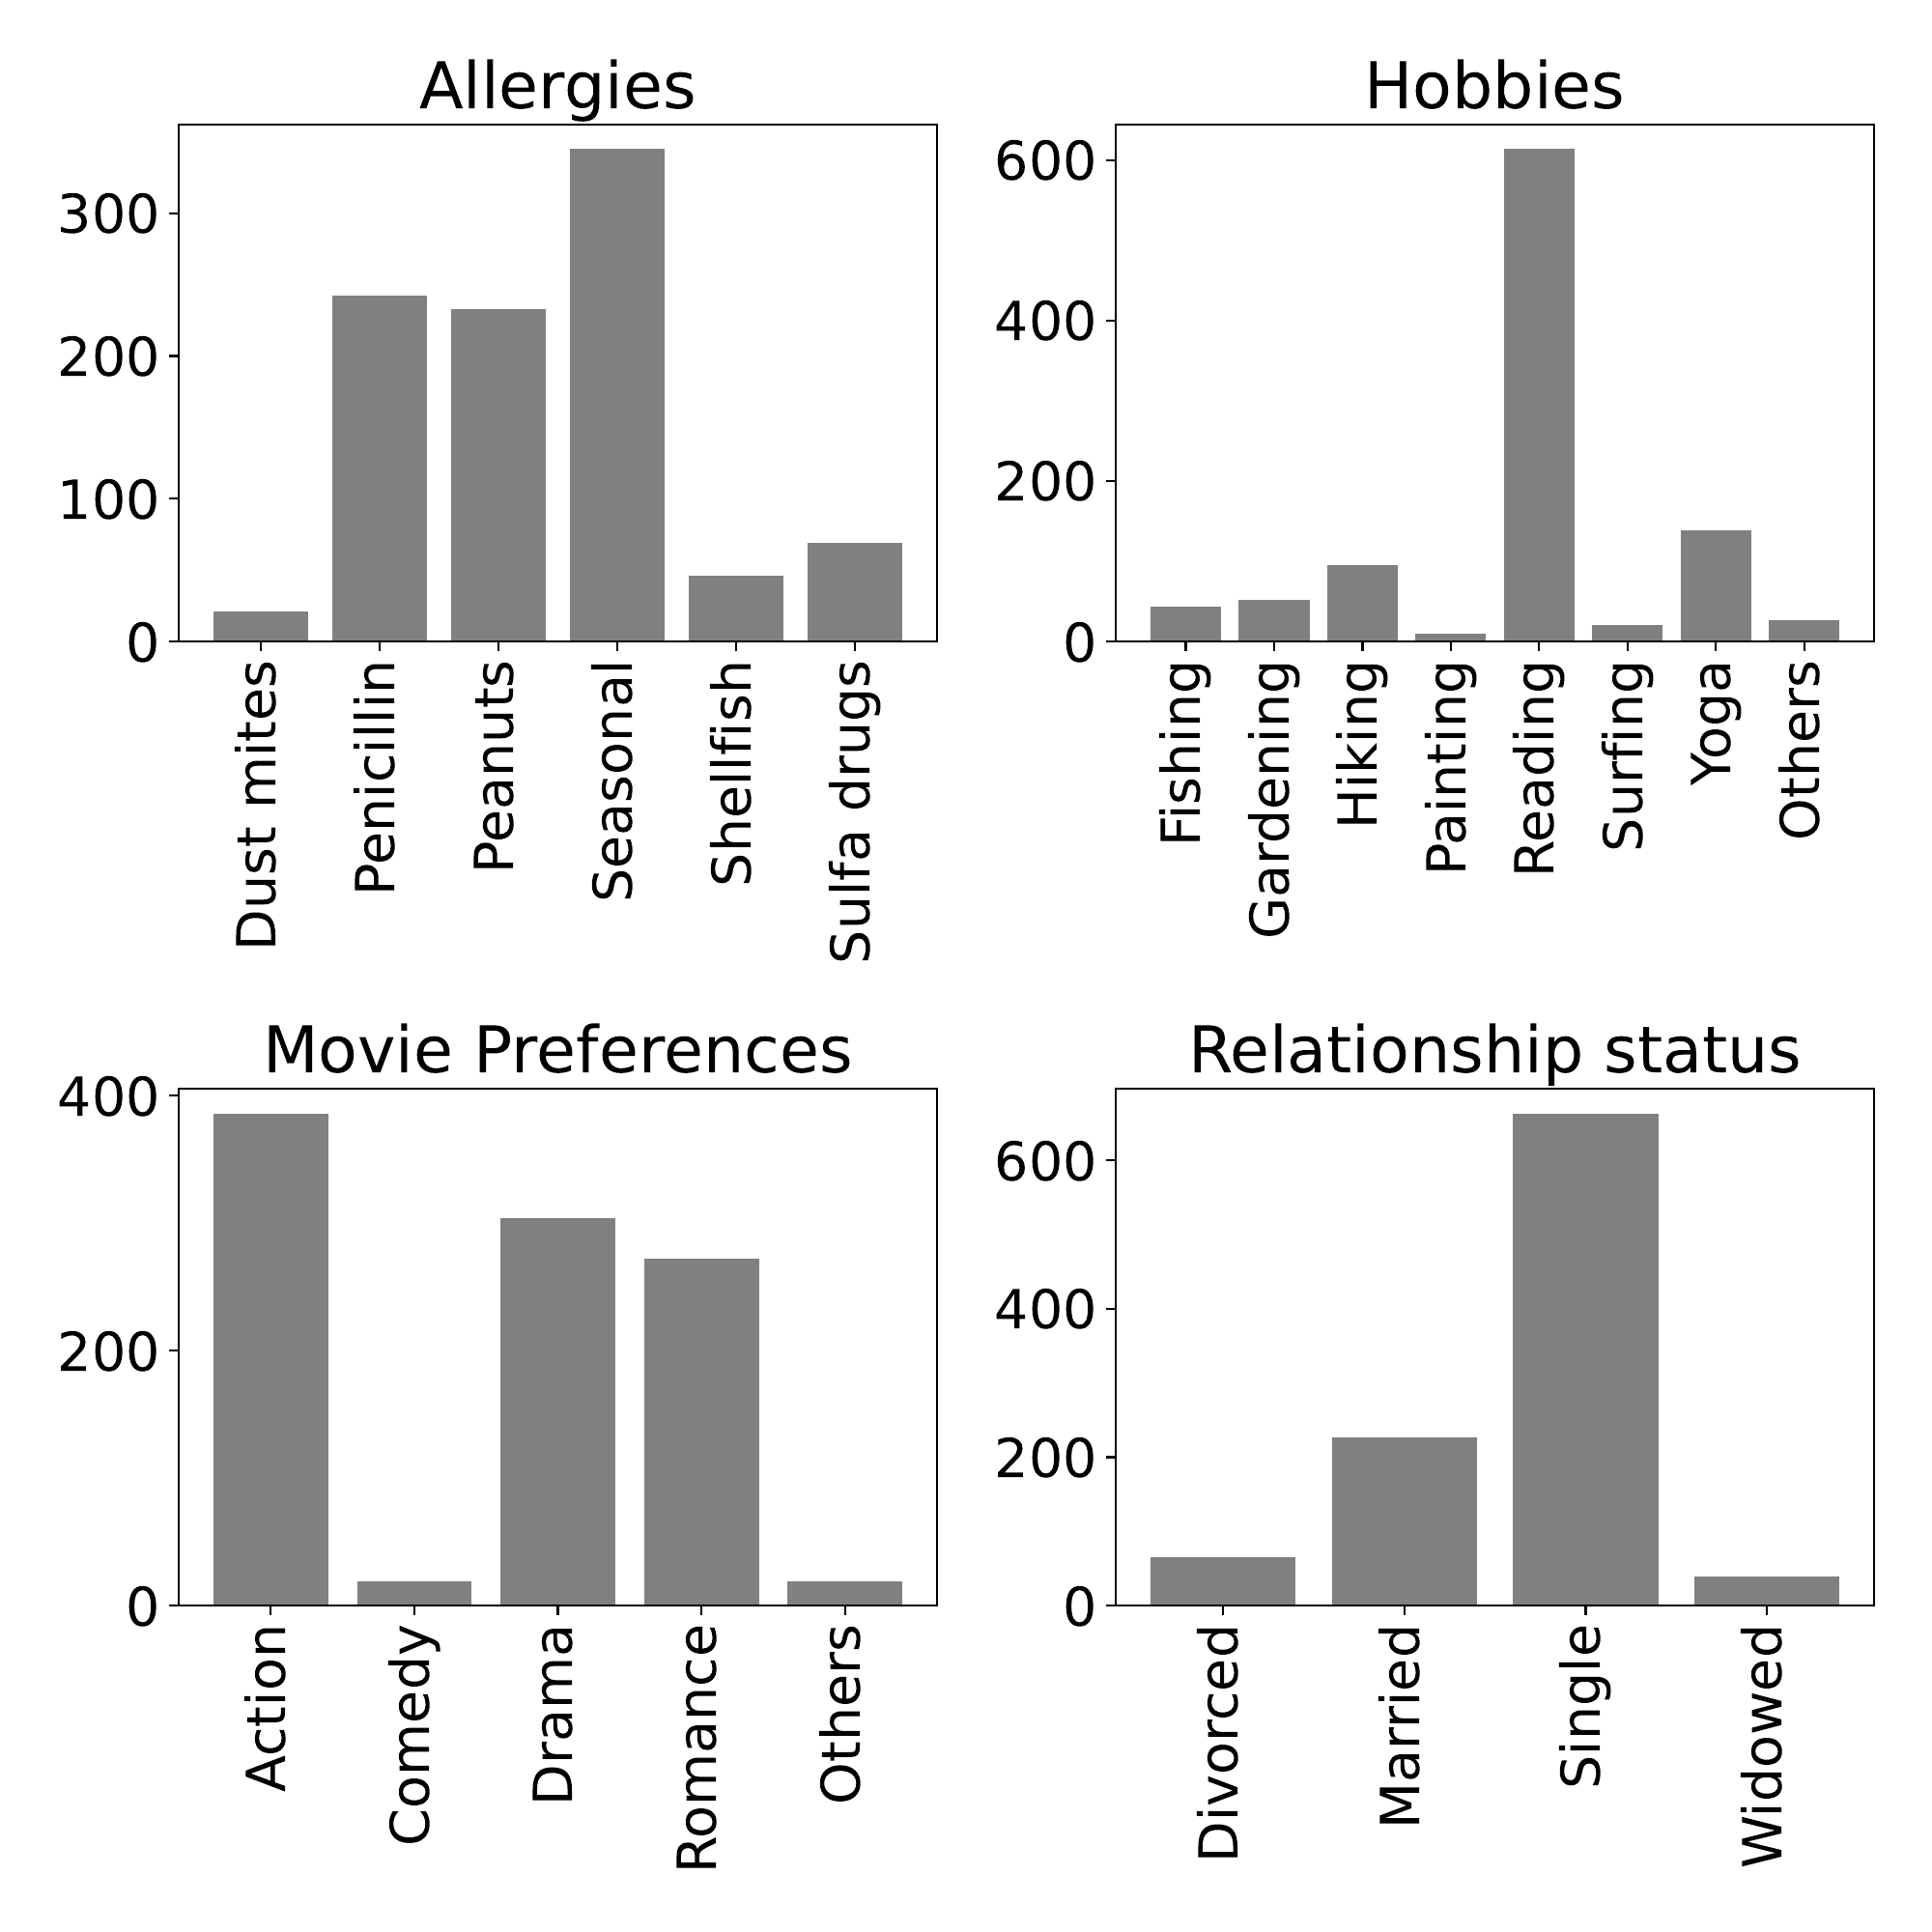 Allergies
300
200
100
0
Dust mites
Penicillin
Peanuts
Seasonal
Shellfish
Sulfa drugs
Hobbies
600
400
200
0
Fishing
Gardening
Hiking
Painting
Reading
Surfing
Yoga
Others
Movie Preferences
400
200
0
Action
Comedy
Drama
Romance
Others
Relationship status
600
400
200
0
Divorced
Married
Single
Widowed